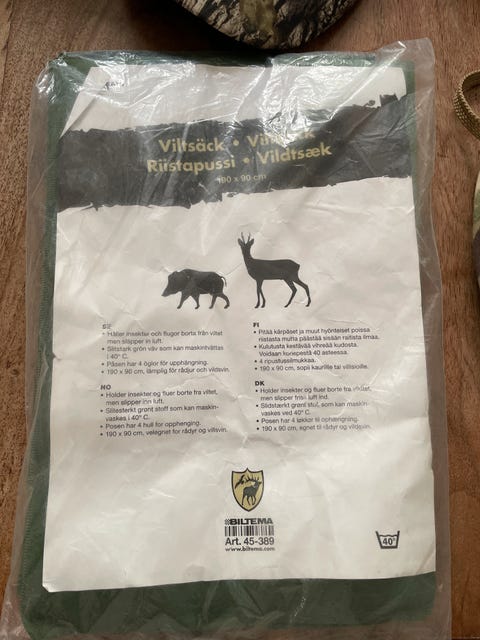 Viltsäck •
Riistapussi • Vildtsæk
190 x 90 cm
SE
• Håller insekter och flugor borta från viltet
men släpper in luft.
• Slitstark grön väv som kan maskintvättas
i 40° C.
• Påsen har 4 öglor för upphängning.
• 190 x 90 cm, lämplig för rådjur och vildsvin.
FI
• Pitää kärpäset ja muut hyönteiset poissa
riistasta mutta päästää sisään raitista ilmaa.
• Kulutusta kestävää vihreää kudosta.
Voidaan konepestä 40 asteessa.
• 4 ripustussilmukkaa.
• 190 x 90 cm, sopii kauriille tai villisioille.
NO
• Holder insekter og fluer borte fra viltet,
men slipper inn luft.
• Slitesterkt grønt stoff som kan maskin-
vaskes i 40° C.
• Posen har 4 hull for opphenging.
• 190 x 90 cm, velegnet for rådyr og villsvin.
DK
• Holder insekter og fluer borte fra vildtet,
men slipper frisk luft ind.
• Slidstærkt grønt stof, som kan maskin-
vaskes ved 40° C.
• Posen har 4 løkker til ophængning.
• 190 x 90 cm, egnet til rådyr og vildsvin.
BILTEMA
Art. 45-389
www.biltema.com
40°